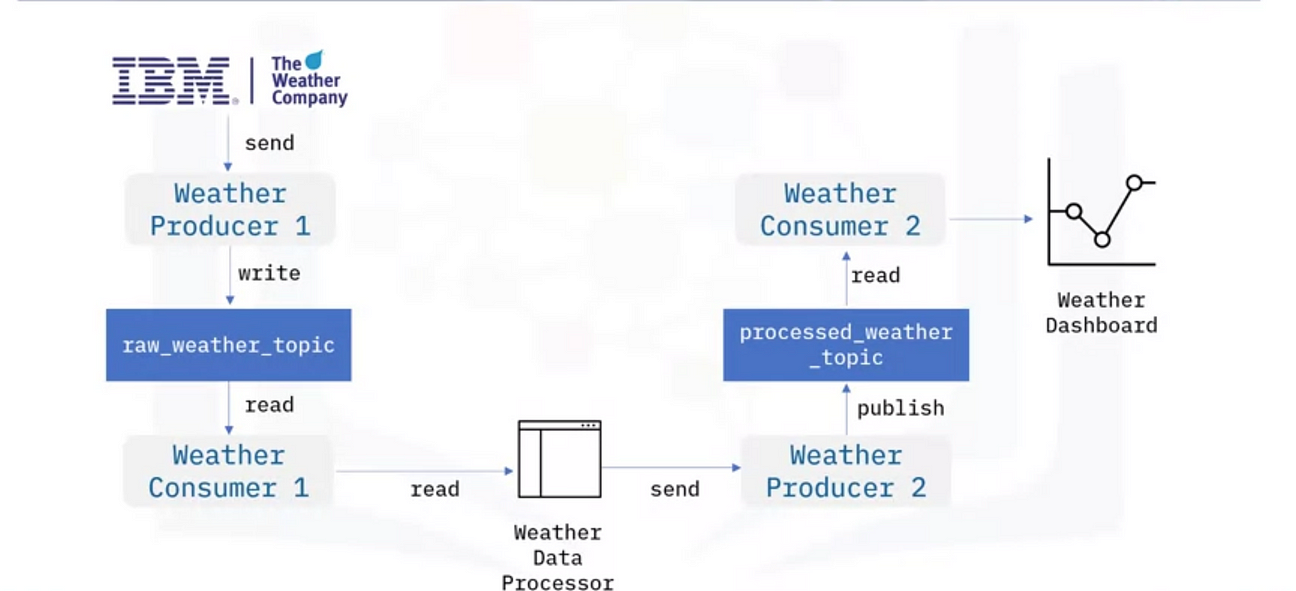 IBM®
The
Weather
Company
send
Weather
Producer 1
write
raw_weather_topic
read
Weather
Consumer 1
read
Weather
Data
Processor
send
Weather
Producer 2
publish
processed_weather
_topic
read
Weather
Consumer 2
Weather
Dashboard